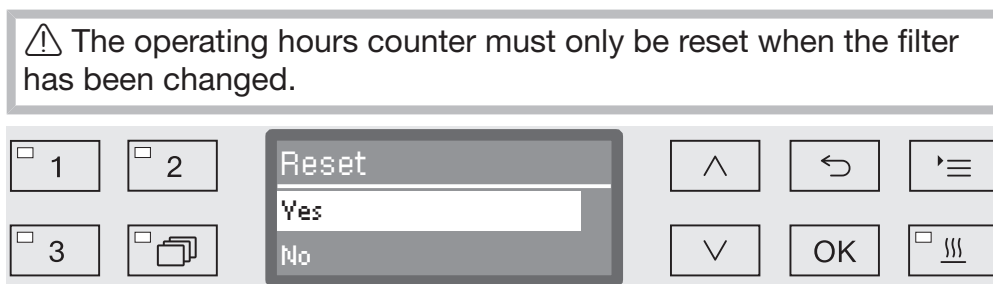 ⚠ The operating hours counter must only be reset when the filter
has been changed.
1 2
Reset
Yes
3
No
OK